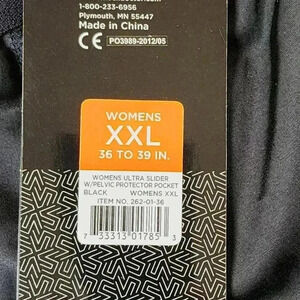 1-800-233-6956
Plymouth, MN 55447
Made in China
CE PO3989-2012/05
WOMENS
XXL
36 TO 39 IN.
WOMENS ULTRA SLIDER
W/PELVIC PROTECTOR POCKET
BLACK WOMENS XXL
ITEM NO. 262-01-36
7 33313 01785 3